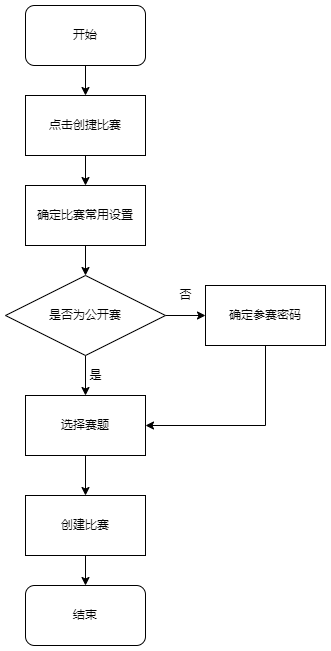 开始
点击创捷比赛
确定比赛常用设置
是否为公开赛
否
确定参赛密码
是
选择赛题
创建比赛
结束